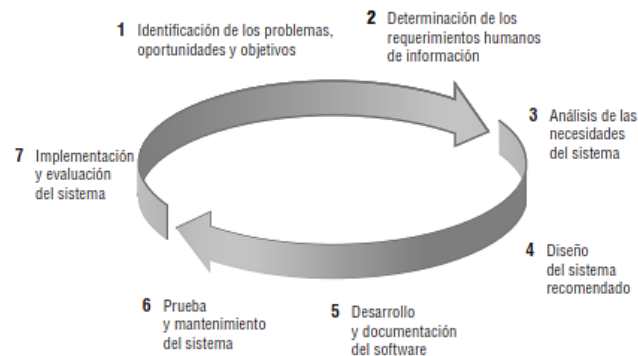 1 Identificación de los problemas,
oportunidades y objetivos
2 Determinación de los
requerimientos humanos
de información
3 Análisis de las
necesidades
del sistema
4 Diseño
del sistema
recomendado
5 Desarrollo
y documentación
del software
6 Prueba
y mantenimiento
del sistema
7 Implementación
y evaluación
del sistema